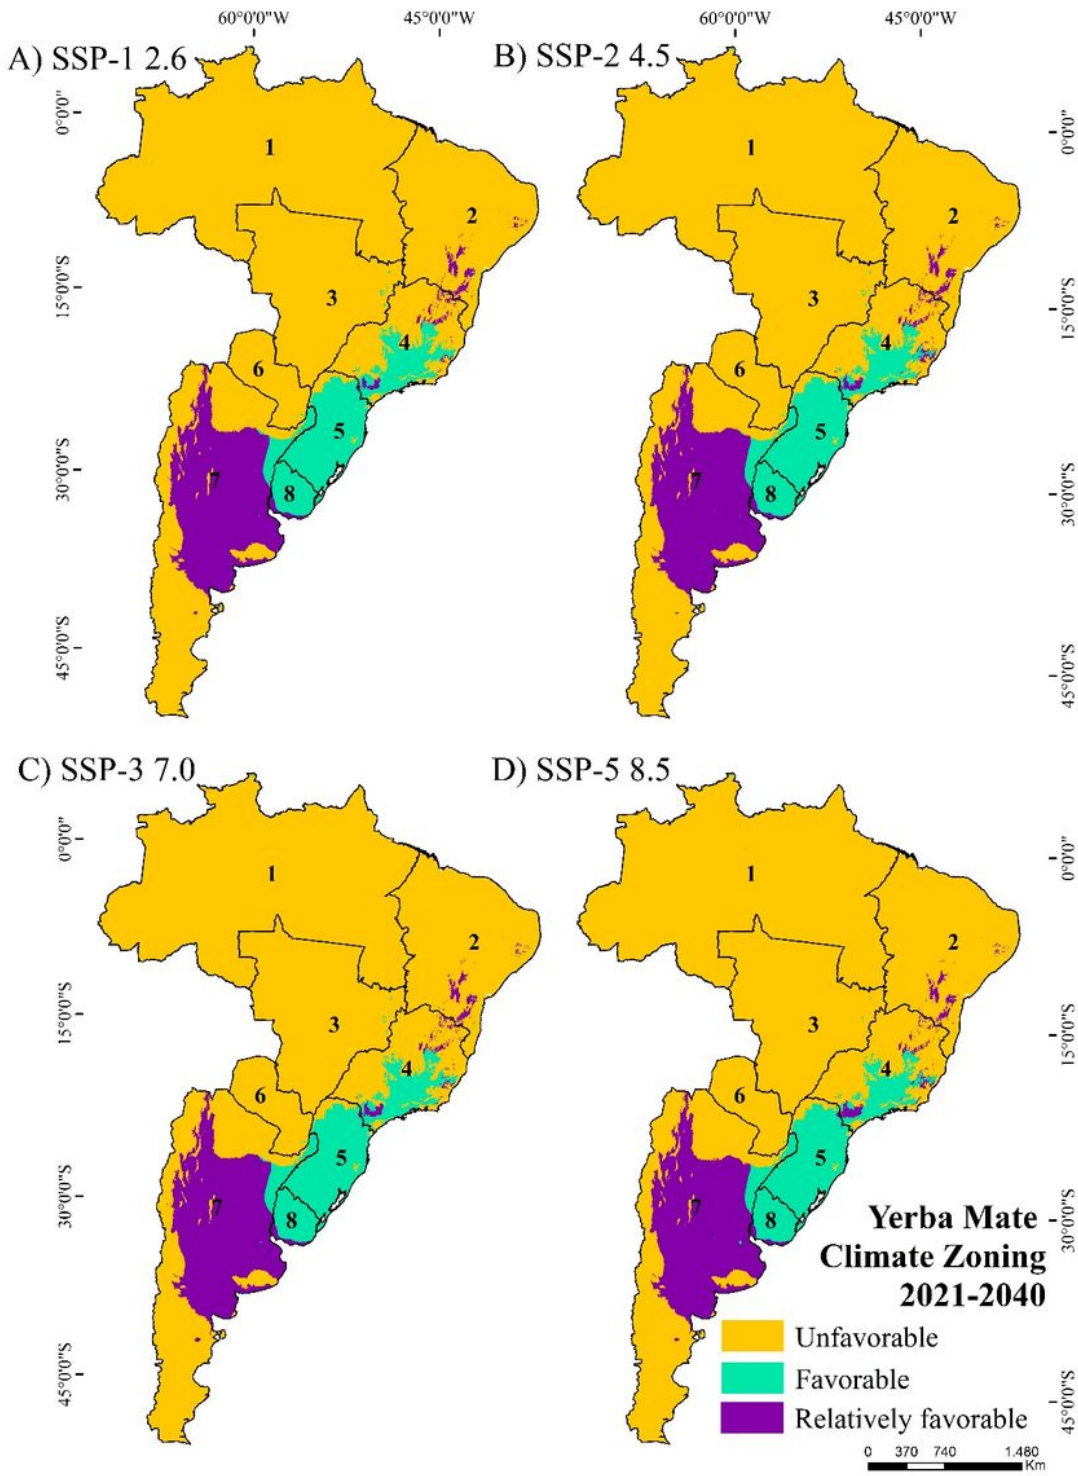 60°0'0"W 45°0'0"W 60°0'0"W 45°0'0"W
A) SSP-1 2.6 B) SSP-2 4.5
0°0'0" 0°0'0"
1 1
2 2
15°0'0"S 15°0'0"S
3 3
4 4
6 6
5 5
30°0'0"S 7 7 30°0'0"S
8 8
45°0'0"S 45°0'0"S
C) SSP-3 7.0 D) SSP-5 8.5
0°0'0" 0°0'0"
1 1
2 2
15°0'0"S 15°0'0"S
3 3
4 4
6 6
5 5
30°0'0"S 7 7 30°0'0"S
8 8
Yerba Mate
Climate Zoning
2021-2040
Unfavorable
45°0'0"S Favorable 45°0'0"S
Relatively favorable
0 370 740 1.480
Km